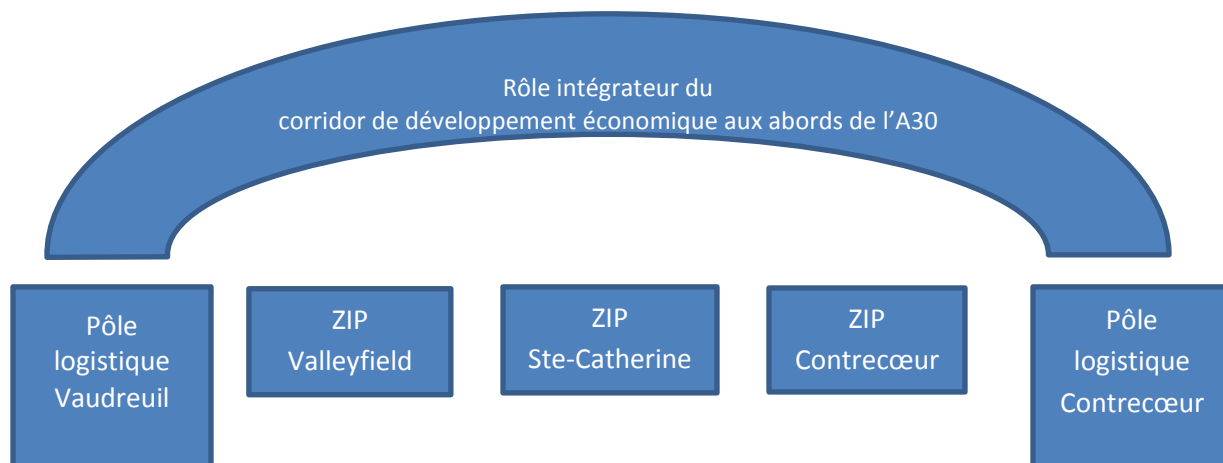 Rôle intégrateur du
corridor de développement économique aux abords de l’A30
Pôle
logistique
Vaudreuil
ZIP
Valleyfield
ZIP
Ste-Catherine
ZIP
Contrecœur
Pôle
logistique
Contrecœur